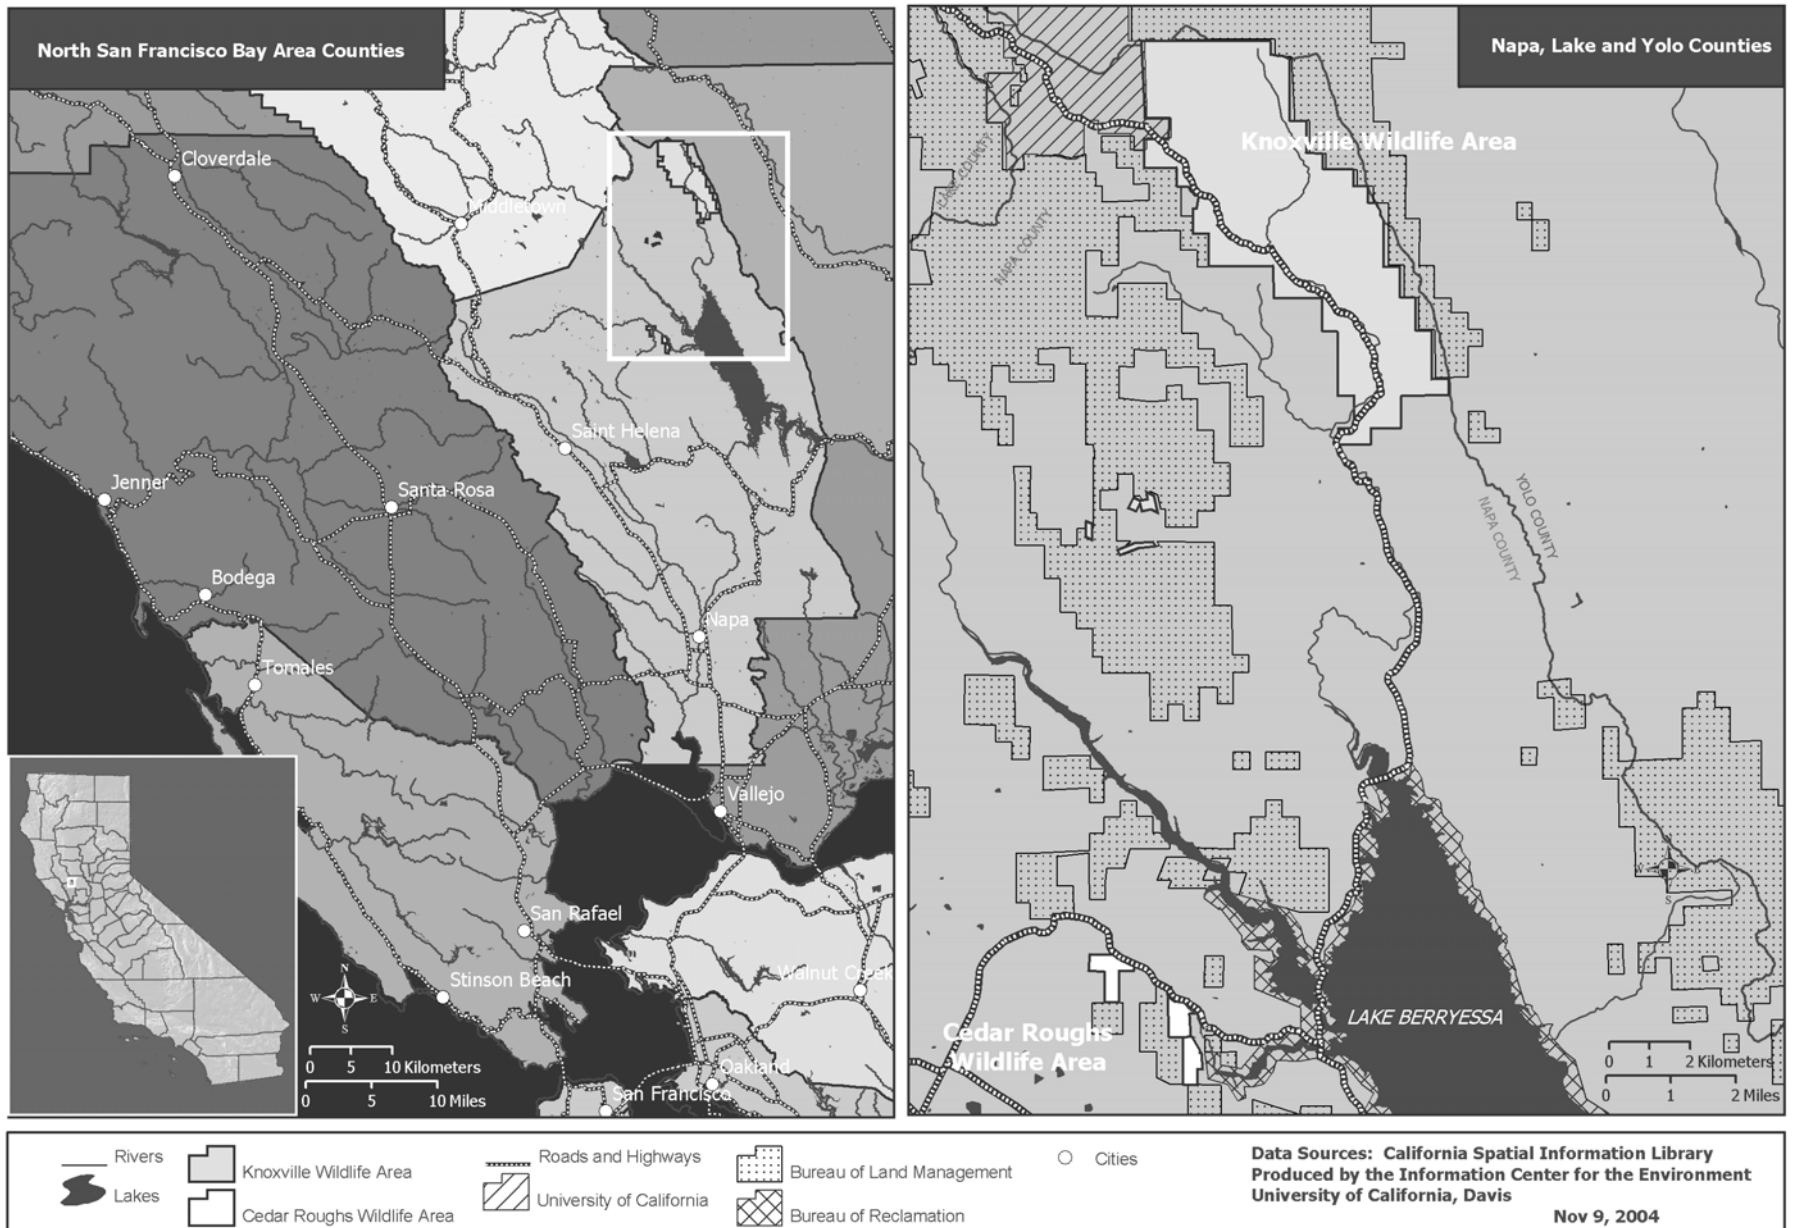 North San Francisco Bay Area Counties
Cloverdale
Middletown
Saint Helena
Jenner
Santa Rosa
Bodega
Napa
Tomales
Vallejo
San Rafael
Stinson Beach
Walnut Creek
Oakland
San Francisco
N
W E
S
0 5 10 Kilometers
0 5 10 Miles
Napa, Lake and Yolo Counties
Knoxville Wildlife Area
LAKE COUNTY
NAPA COUNTY
YOLO COUNTY
NAPA COUNTY
W
S
LAKE BERRYESSA
Cedar Roughs
Wildlife Area
0 1 2 Kilometers
0 1 2 Miles
Rivers
Lakes
Knoxville Wildlife Area
Cedar Roughs Wildlife Area
Roads and Highways
University of California
Bureau of Land Management
Bureau of Reclamation
Cities
Data Sources: California Spatial Information Library
Produced by the Information Center for the Environment
University of California, Davis
Nov 9, 2004